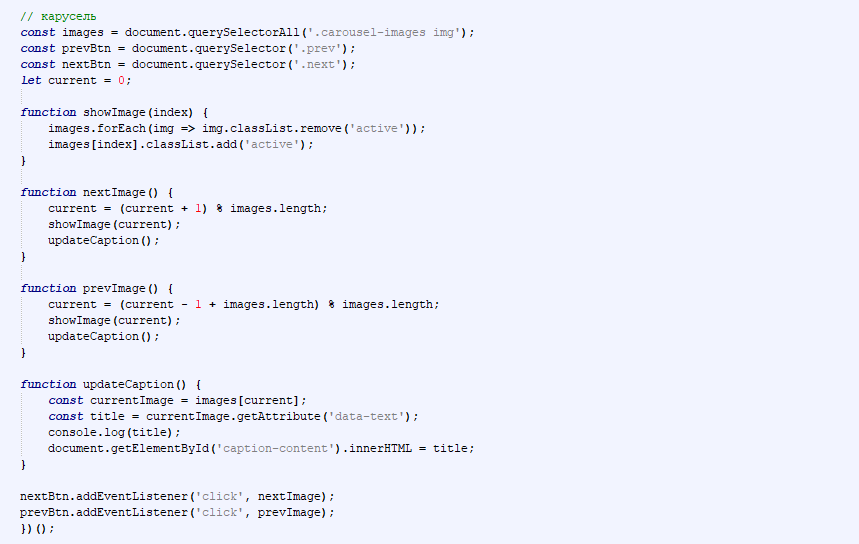 // карусель
const images = document.querySelectorAll('.carousel-images img');
const prevBtn = document.querySelector('.prev');
const nextBtn = document.querySelector('.next');
let current = 0;
function showImage(index) {
images.forEach(img => img.classList.remove('active'));
images[index].classList.add('active');
}
function nextImage() {
current = (current + 1) % images.length;
showImage(current);
updateCaption();
}
function prevImage() {
current = (current - 1 + images.length) % images.length;
showImage(current);
updateCaption();
}
function updateCaption() {
const currentImage = images[current];
const title = currentImage.getAttribute('data-text');
console.log(title);
document.getElementById('caption-content').innerHTML = title;
}
nextBtn.addEventListener('click', nextImage);
prevBtn.addEventListener('click', prevImage);
})();